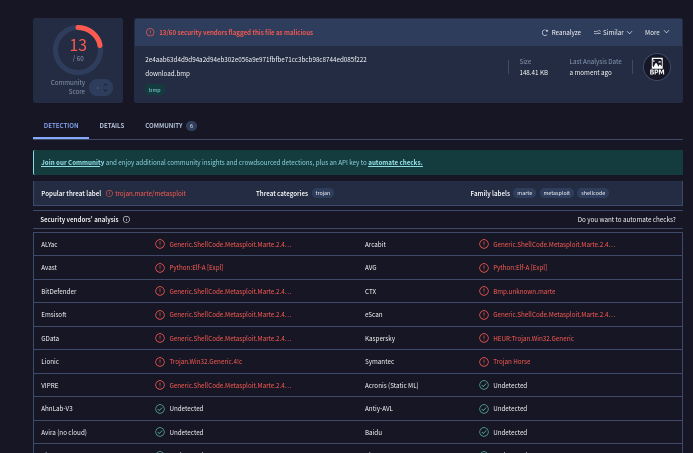 13/60 security vendors flagged this file as malicious
Reanalyze
Similar
More
13
/ 60
Community
Score
2e4aab63d4d9d94a2d94eb302e056a9e971fbfbe71cc3bcb98c8744ed085f222
download.bmp
bmp
Size
148.41 KB
Last Analysis Date
a moment ago
BPM
DETECTION
DETAILS
COMMUNITY 6
Join our Community and enjoy additional community insights and crowdsourced detections, plus an API key to automate checks.
Popular threat label trojan.marte/metasploit
Threat categories trojan
Family labels marte metasploit shellcode
Security vendors' analysis
Do you want to automate checks?
ALYac Generic.ShellCode.Metasploit.Marte.2.4... Arcabit Generic.ShellCode.Metasploit.Marte.2.4...
Avast Python:Elf-A [Expl] AVG Python:Elf-A [Expl]
BitDefender Generic.ShellCode.Metasploit.Marte.2.4... CTX Bmp.unknown.marte
Emsisoft Generic.ShellCode.Metasploit.Marte.2.4... eScan Generic.ShellCode.Metasploit.Marte.2.4...
GData Generic.ShellCode.Metasploit.Marte.2.4... Kaspersky HEUR:Trojan.Win32.Generic
Lionic Trojan.Win32.Generic.4!c Symantec Trojan Horse
VIPRE Generic.ShellCode.Metasploit.Marte.2.4... Acronis (Static ML) Undetected
AhnLab-V3 Undetected Antiy-AVL Undetected
Avira (no cloud) Undetected Baidu Undetected